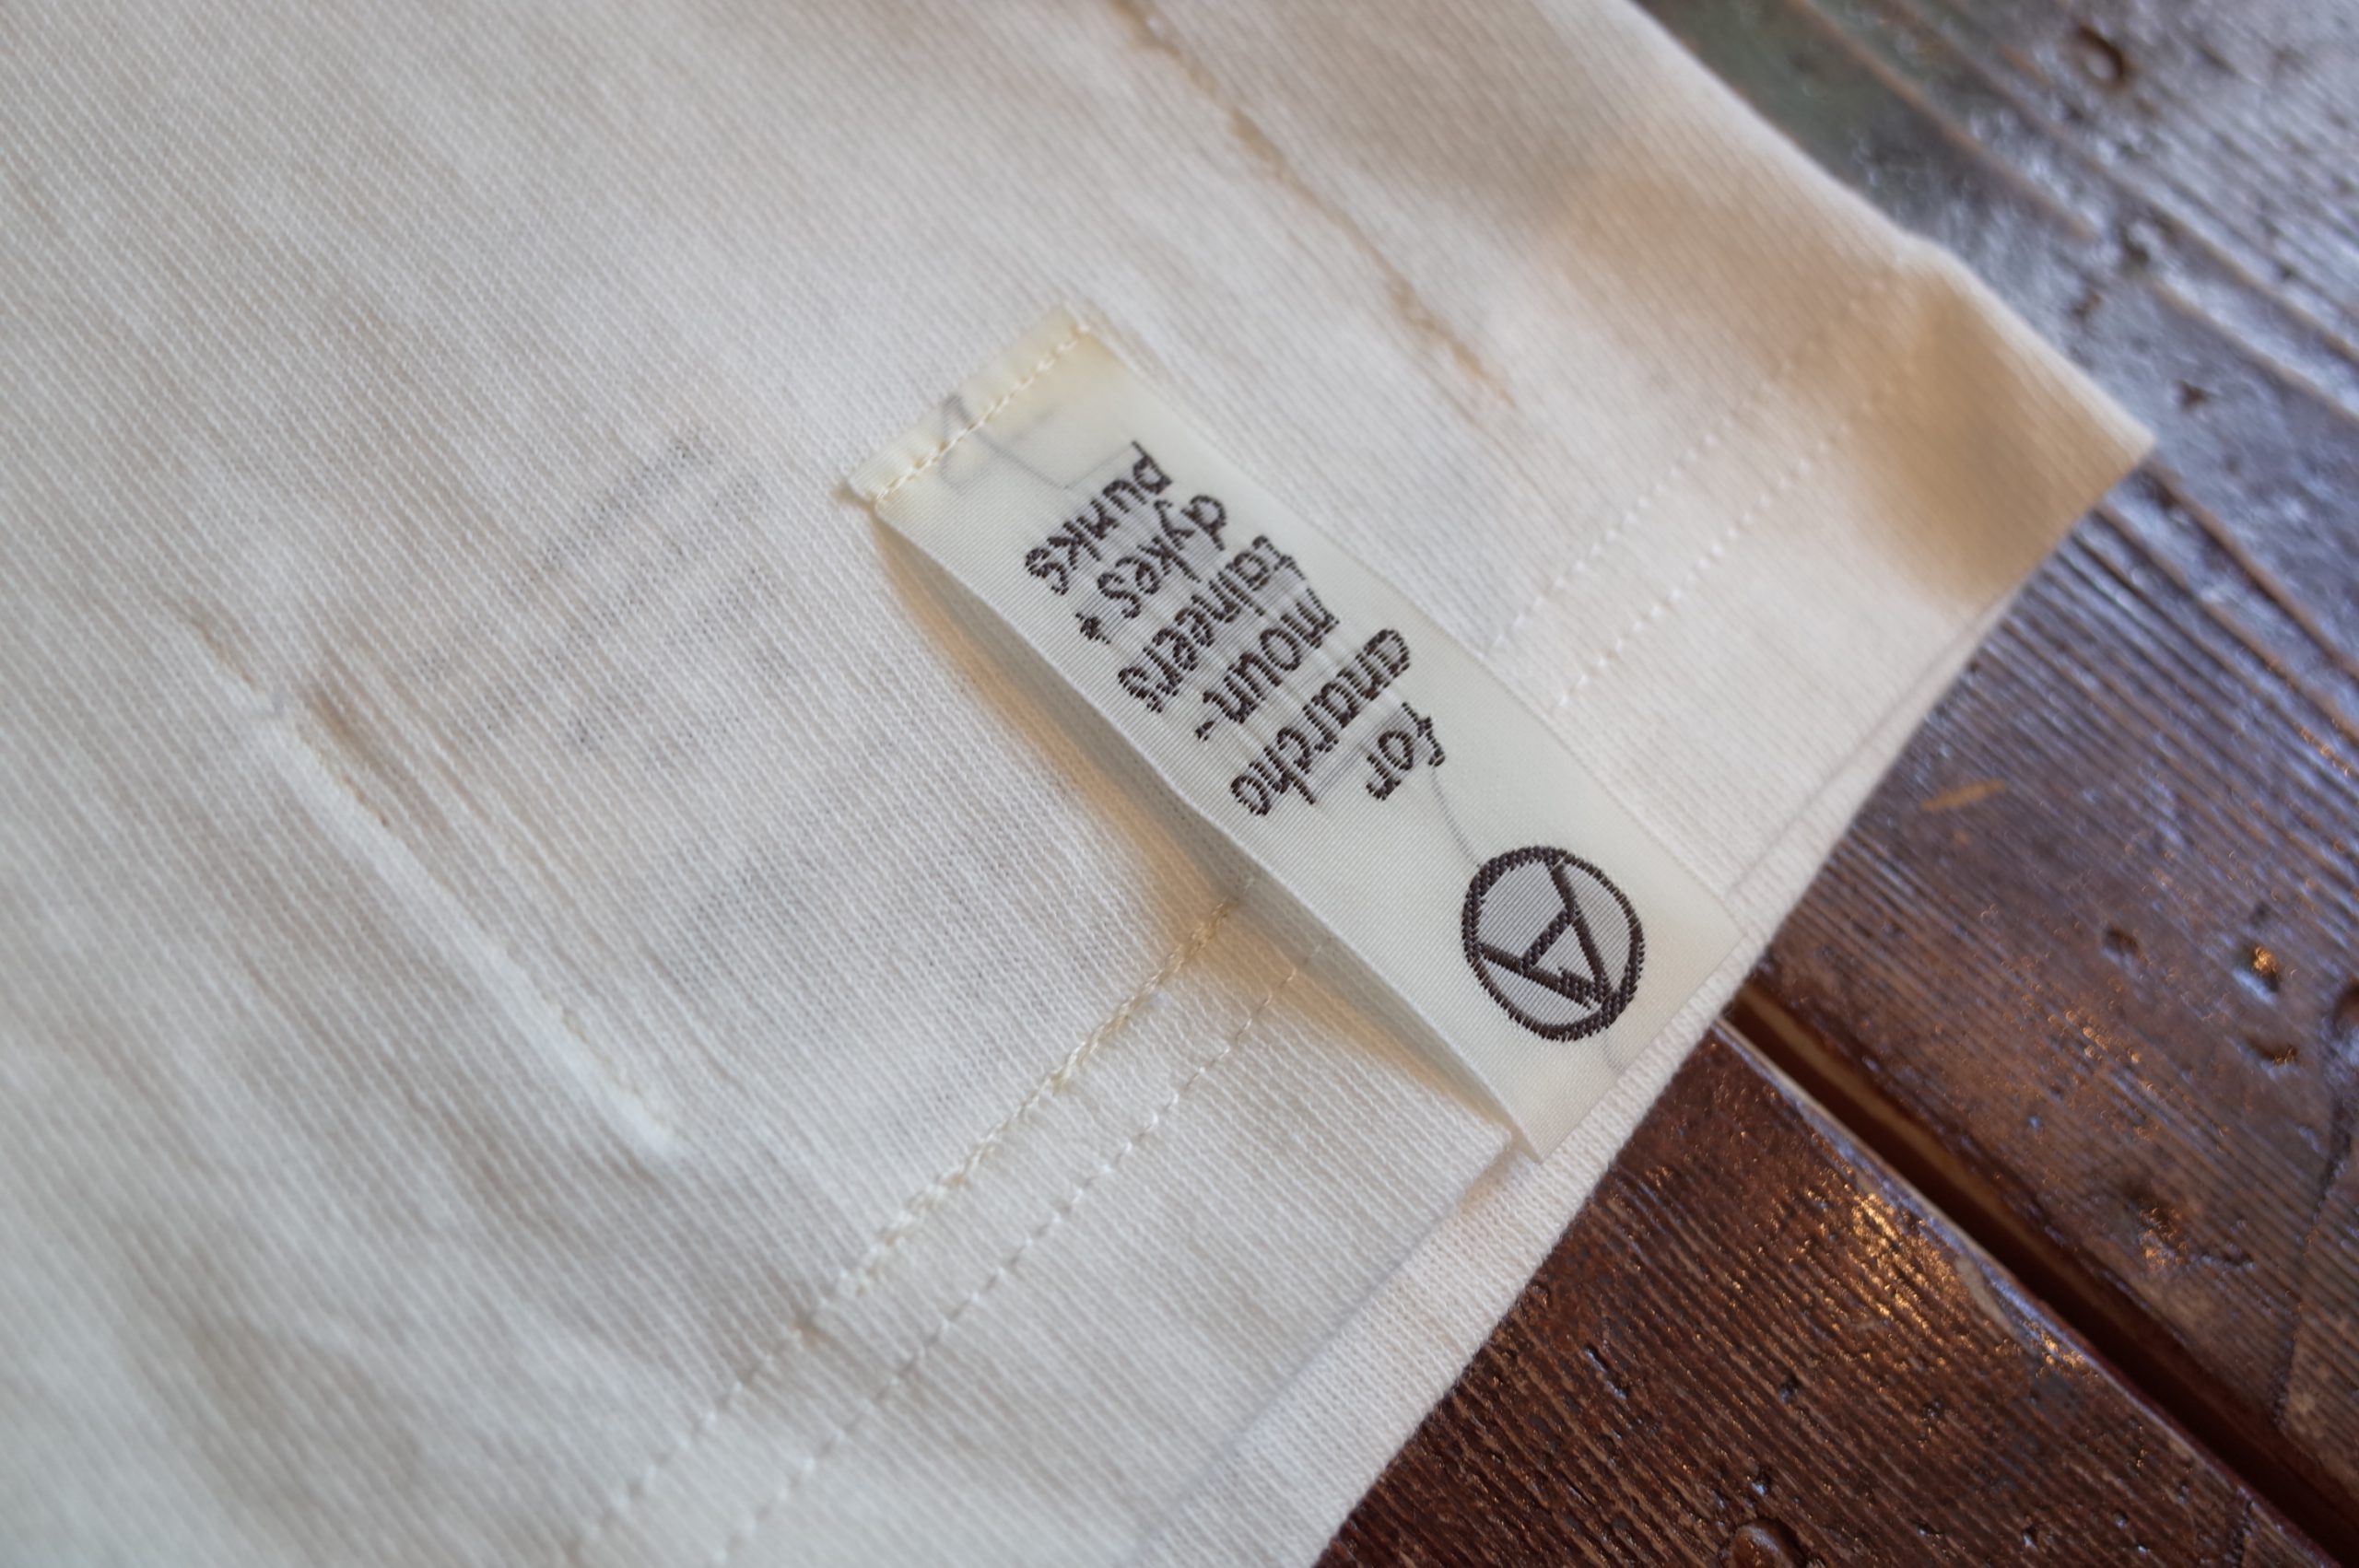 Ⓐ
for
anarcho
moun-
taineers
dykes +
punks